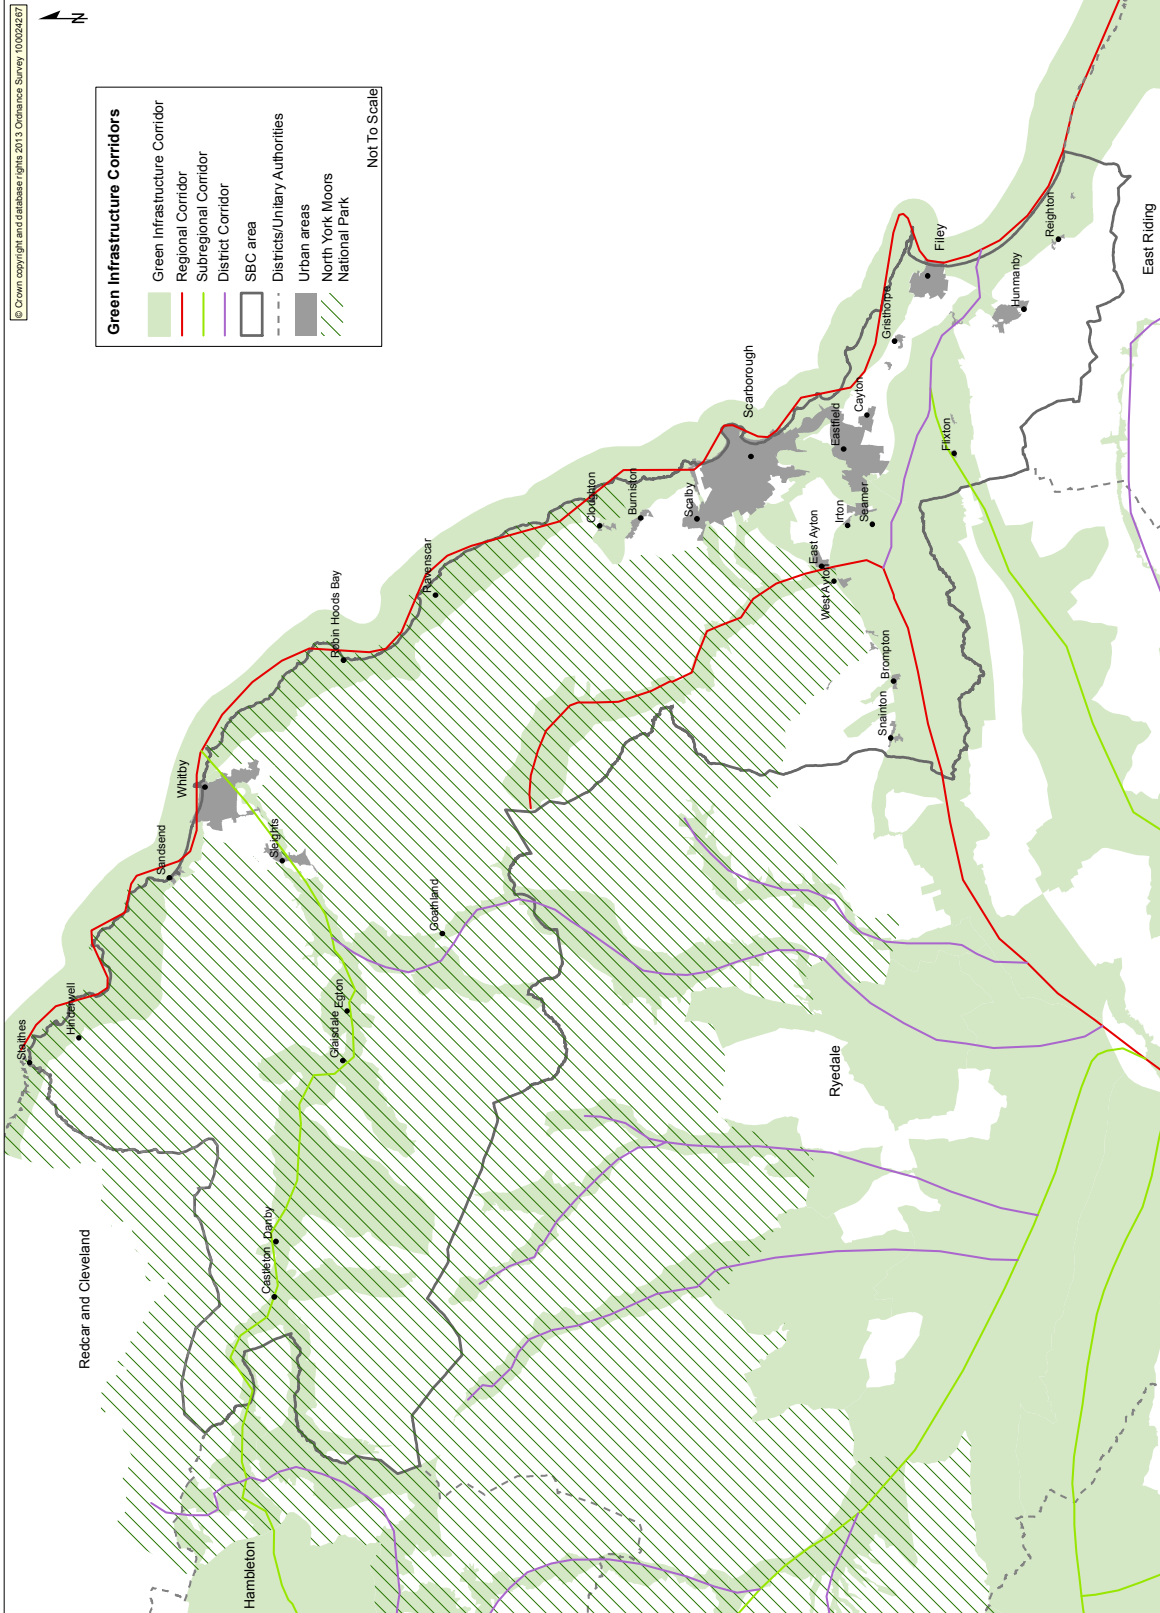 © Crown copyright and database rights 2013 Ordnance Survey 100024267
N
Green Infrastructure Corridors
Green Infrastructure Corridor
Regional Corridor
Subregional Corridor
District Corridor
SBC area
Districts/Unitary Authorities
Urban areas
North York Moors
National Park
Not To Scale
Staithes
Hinderwell
Sandsend
Whitby
Sleights
Robin Hoods Bay
Ravenscar
Goathland
Egton
Glaisdale
Danby
Castleton
Redcar and Cleveland
Hambleton
Cloughton
Burniston
Scalby
Scarborough
Eastfield
Cayton
Gristhorpe
Filey
Hunmanby
Reighton
East Riding
Flixton
Irton
Seamer
East Ayton
West Ayton
Brompton
Snainton
Ryedale